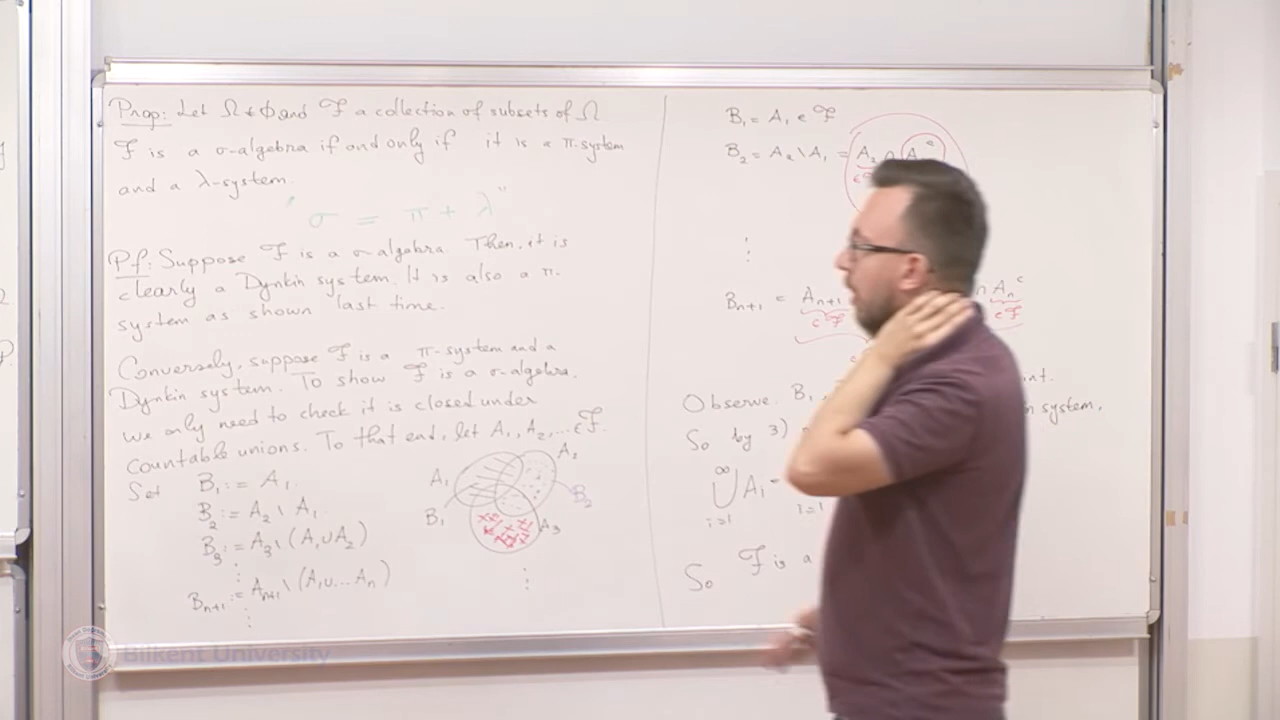 Prop: Let Ω ≠ ∅ and ℱ a collection of subsets of Ω
ℱ is a σ-algebra if and only if it is a π-system
and a λ-system.
"σ = π + λ"
Pf: Suppose ℱ is a σ-algebra Then, it is
clearly a Dynkin system. It is also a π-
system as shown last time.
Conversely, suppose ℱ is a π-system and a
Dynkin system. To show ℱ is a σ-algebra,
we only need to check it is closed under
countable unions. To that end, let A₁, A₂, ... ∈ ℱ.
Set B₁ := A₁.
B₂ := A₂ \ A₁
B₃ := A₃ \ (A₁ ∪ A₂)
⋮
Bₙ₊₁ := Aₙ₊₁ \ (A₁ ∪ ... Aₙ)
⋮
A₁
A₂
B₁
B₂
A₃
⋮
B₁ = A₁ ∈ ℱ
B₂ = A₂ \ A₁ = A₂ ∩
⋮
Bₙ₊₁ = Aₙ₊₁ ∩ Aₙᶜ
∈ ℱ ∈ ℱ
Observe. B₁,
So by 3) system,
∞
⋃ Aᵢ
i=1 i=1
So ℱ is a
Bilkent University